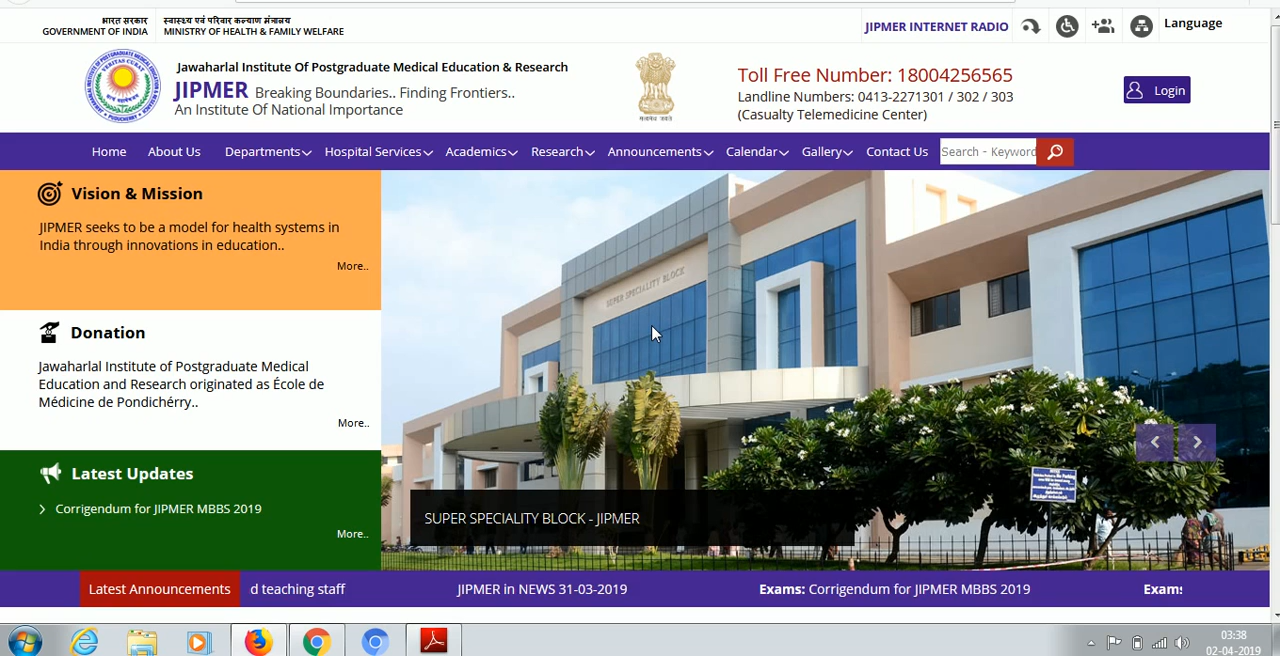 भारत सरकार
GOVERNMENT OF INDIA
स्वास्थ्य एवं परिवार कल्याण मंत्रालय
MINISTRY OF HEALTH & FAMILY WELFARE
JIPMER INTERNET RADIO
Language
Jawaharlal Institute Of Postgraduate Medical Education & Research
JIPMER Breaking Boundaries.. Finding Frontiers..
An Institute Of National Importance
सत्यमेव जयते
Toll Free Number: 18004256565
Landline Numbers: 0413-2271301 / 302 / 303
(Casualty Telemedicine Center)
Login
Home About Us Departments Hospital Services Academics Research Announcements Calendar Gallery Contact Us Search - Keyword
Vision & Mission
JIPMER seeks to be a model for health systems in
India through innovations in education..
More..
Donation
Jawaharlal Institute of Postgraduate Medical
Education and Research originated as École de
Médicine de Pondichérry..
More..
Latest Updates
Corrigendum for JIPMER MBBS 2019
More..
SUPER SPECIALITY BLOCK
SUPER SPECIALITY BLOCK - JIPMER
Latest Announcements d teaching staff JIPMER in NEWS 31-03-2019 Exams: Corrigendum for JIPMER MBBS 2019 Exams
03:38
02-04-2019